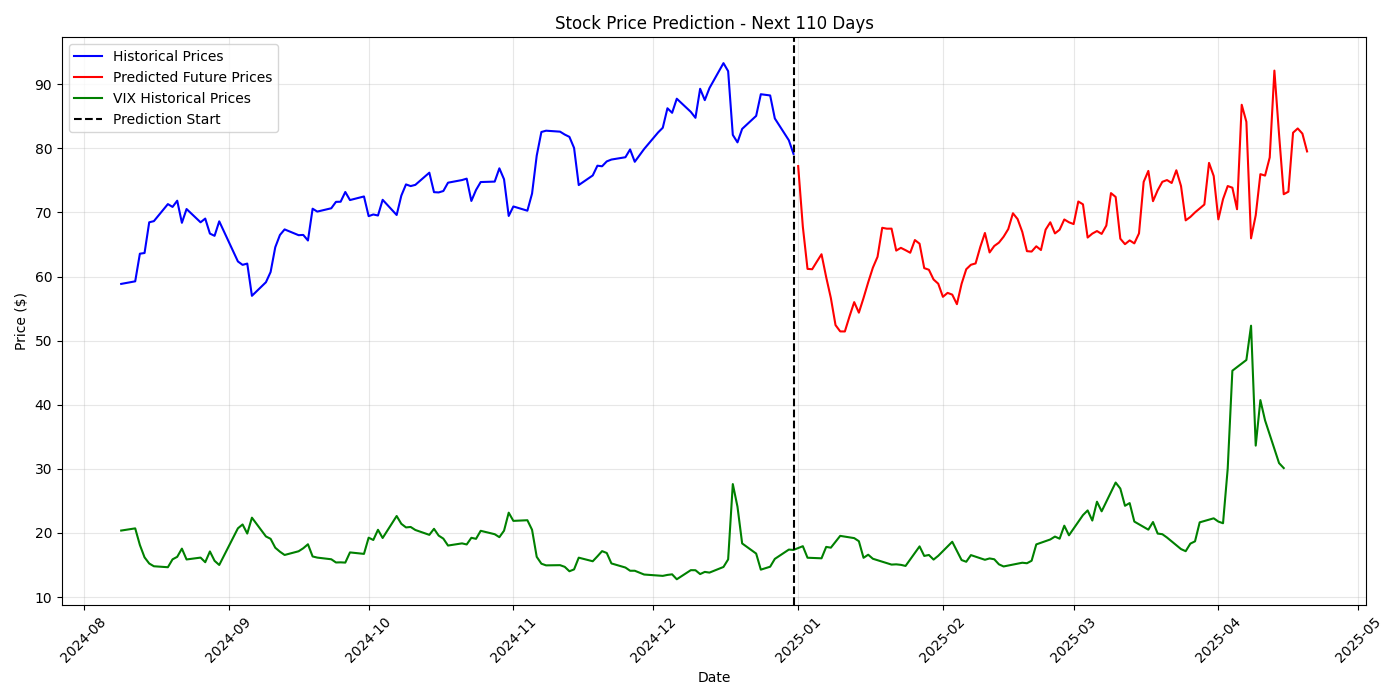 Stock Price Prediction - Next 110 Days
Historical Prices
Predicted Future Prices
VIX Historical Prices
Prediction Start
Price ($)
90
80
70
60
50
40
30
20
10
2024-08
2024-09
2024-10
2024-11
2024-12
2025-01
2025-02
2025-03
2025-04
2025-05
Date